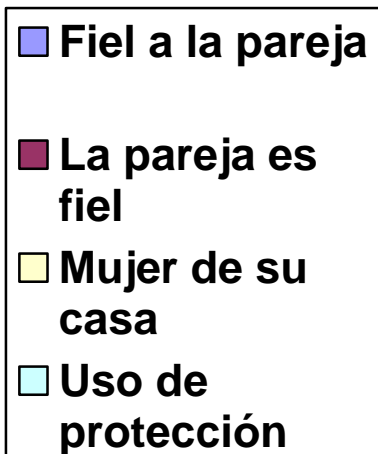 Fiel a la pareja
La pareja es
fiel
Mujer de su
casa
Uso de
protección